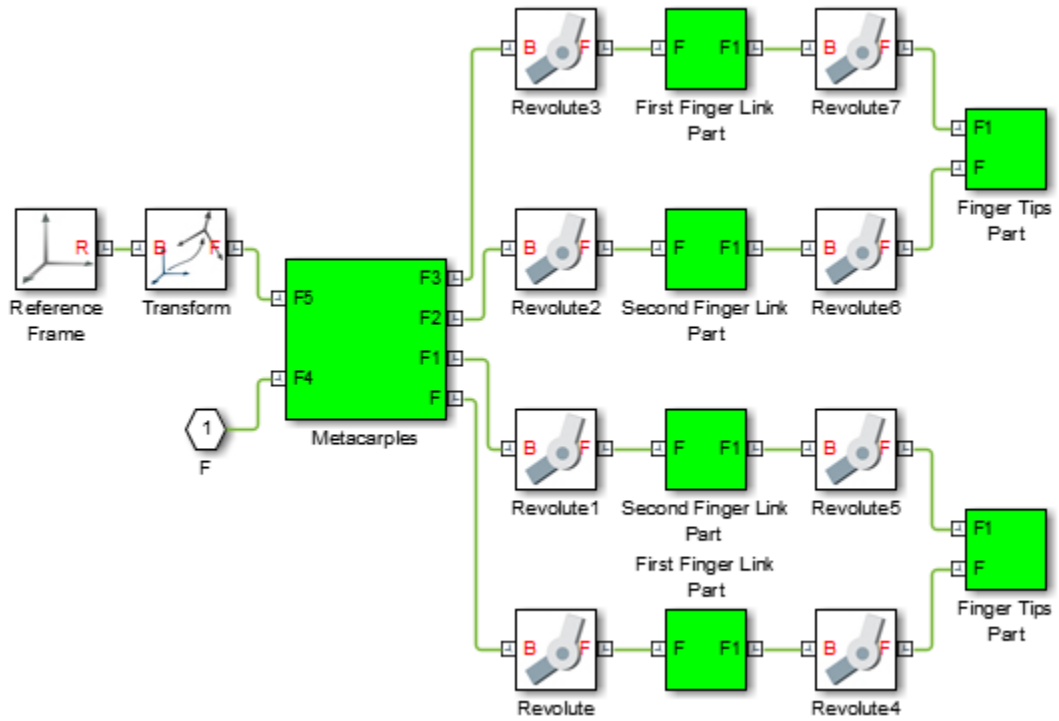 B F F F1 B F
Revolute3 First Finger Link Part Revolute7
F1
F
Finger Tips
Part
R B F
Reference
Frame
Transform
B F F F1 B F
Revolute2 Second Finger Link Part Revolute6
F5 F3
F2
F4 F1
F
Metacarples
1
F
B F F F1 B F
Revolute1 Second Finger Link Part Revolute5
F1
F
Finger Tips
Part
First Finger Link
Part
B F F F1 B F
Revolute Revolute4